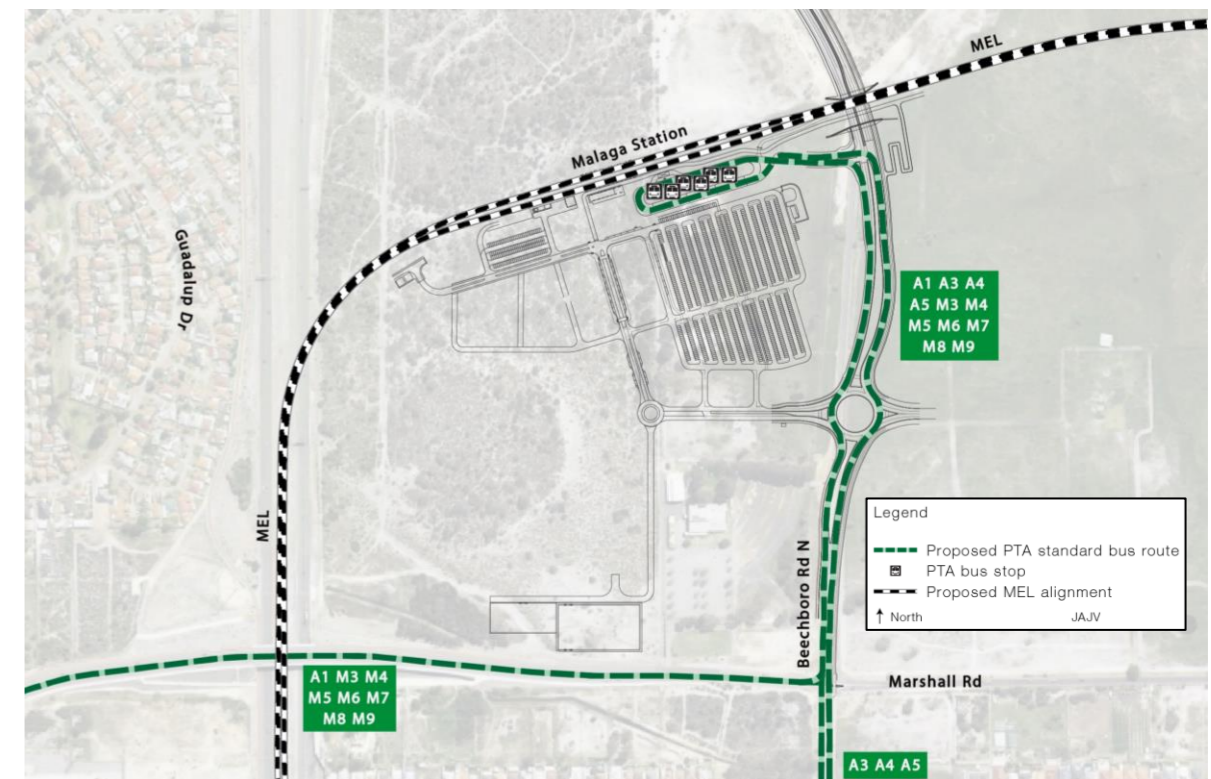 MEL
Malaga Station
Guadalup Dr
A1 A3 A4
A5 M3 M4
M5 M6 M7
M8 M9
MEL
Legend
Proposed PTA standard bus route
PTA bus stop
Proposed MEL alignment
North
JAJV
Beechboro Rd N
A1 M3 M4
M5 M6 M7
M8 M9
Marshall Rd
A3 A4 A5